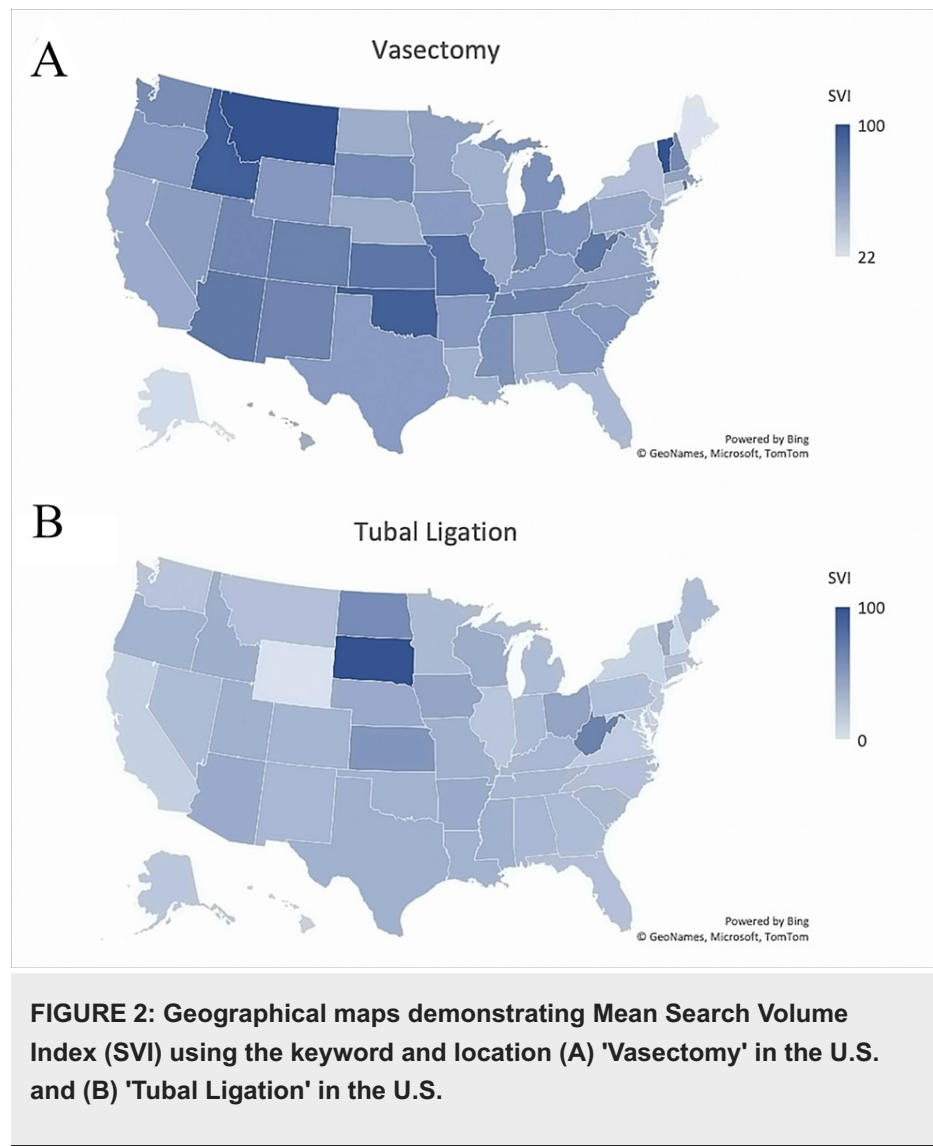 A
Vasectomy
SVI
100
22
Powered by Bing
© GeoNames, Microsoft, TomTom
B
Tubal Ligation
SVI
100
0
Powered by Bing
© GeoNames, Microsoft, TomTom
FIGURE 2: Geographical maps demonstrating Mean Search Volume
Index (SVI) using the keyword and location (A) 'Vasectomy' in the U.S.
and (B) 'Tubal Ligation' in the U.S.